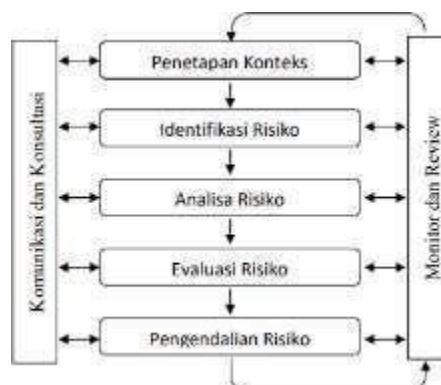 Komunikasi dan Konsultasi
Penetapan Konteks
Identifikasi Risiko
Analisa Risiko
Evaluasi Risiko
Pengendalian Risiko
Monitor dan Review